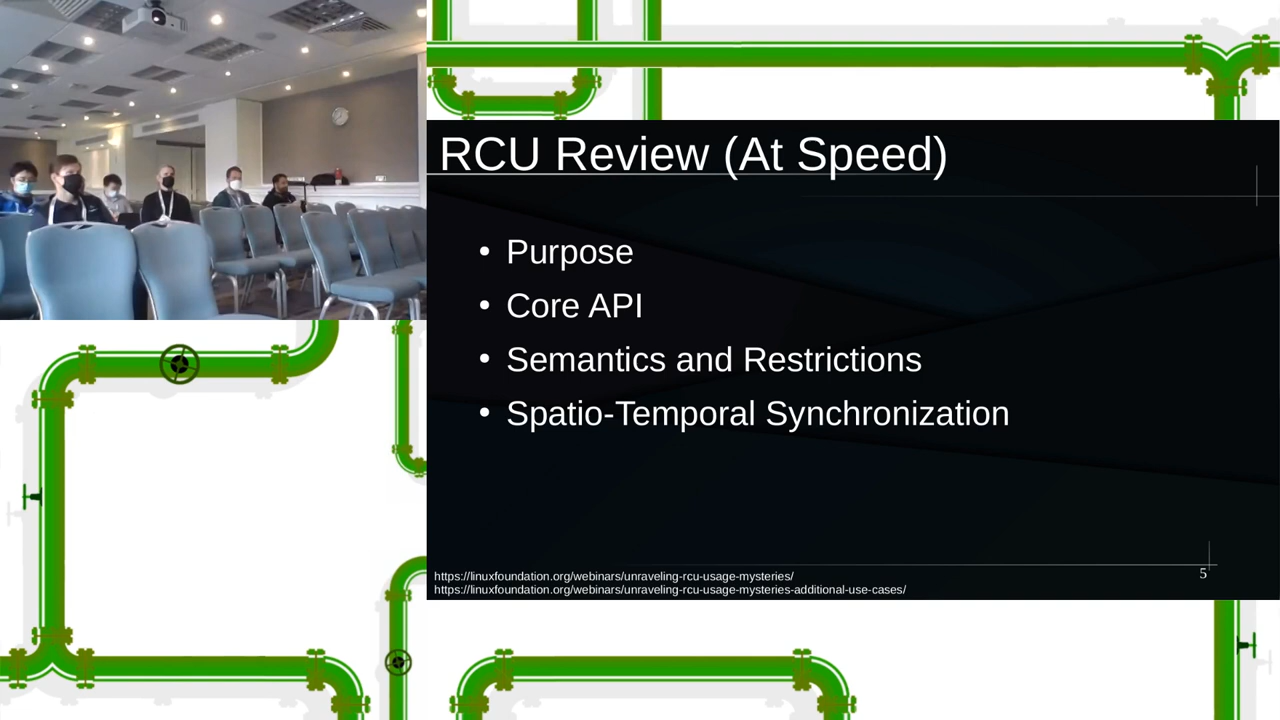 RCU Review (At Speed)
• Purpose
• Core API
• Semantics and Restrictions
• Spatio-Temporal Synchronization
https://linuxfoundation.org/webinars/unraveling-rcu-usage-mysteries/
https://linuxfoundation.org/webinars/unraveling-rcu-usage-mysteries-additional-use-cases/
5